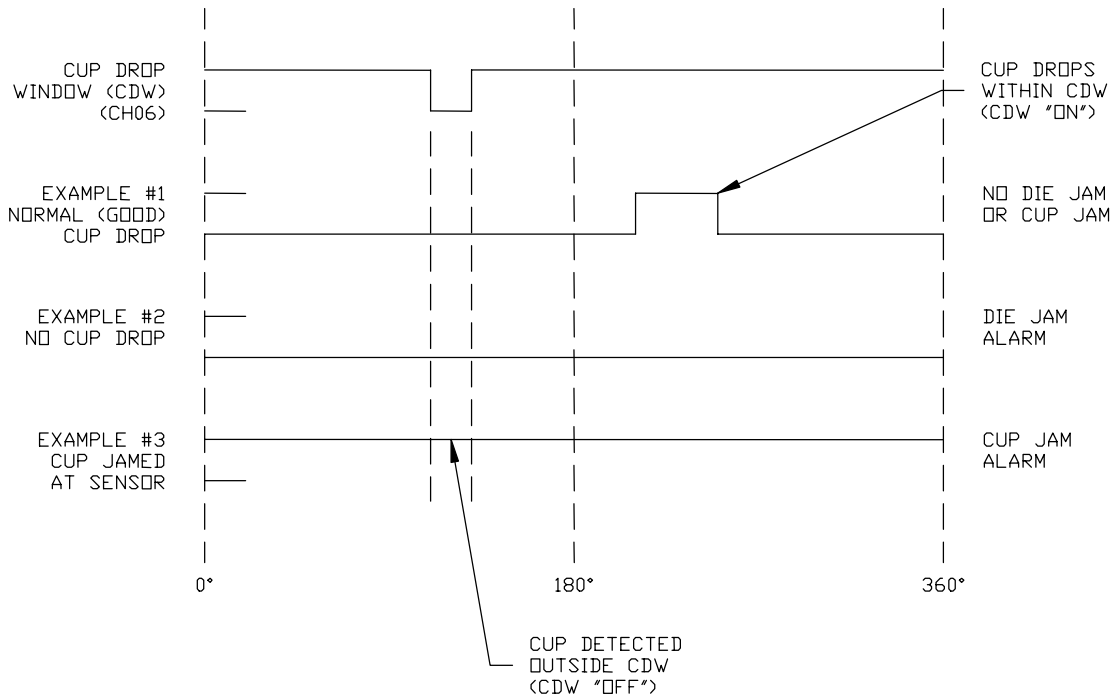 CUP DROP
WINDOW (CDW)
(CH06)
CUP DROPS
WITHIN CDW
(CDW "ON")
EXAMPLE #1
NORMAL (GOOD)
CUP DROP
NO DIE JAM
OR CUP JAM
EXAMPLE #2
NO CUP DROP
DIE JAM
ALARM
EXAMPLE #3
CUP JAMED
AT SENSOR
CUP JAM
ALARM
0°
180°
360°
CUP DETECTED
OUTSIDE CDW
(CDW "OFF")